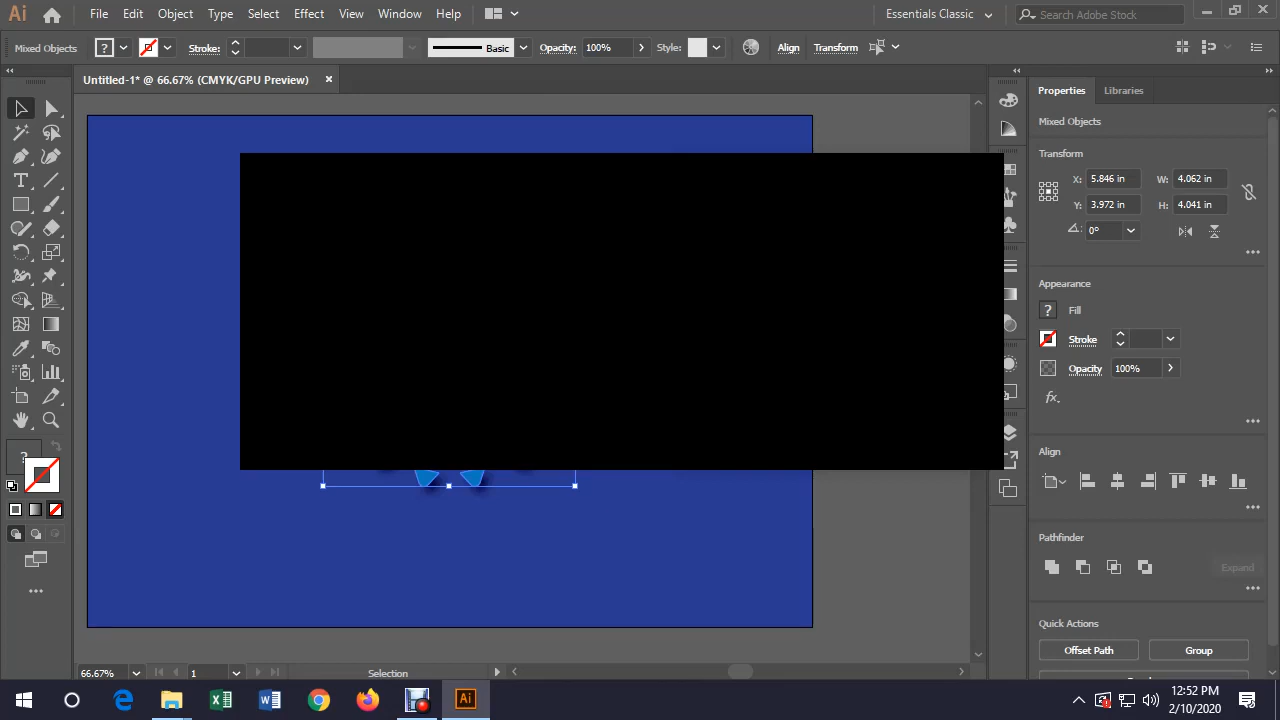 Ai File Edit Object Type Select Effect View Window Help Essentials Classic Search Adobe Stock
Mixed Objects ? Stroke: Basic Opacity: 100% Style: Align Transform
Untitled-1* @ 66.67% (CMYK/GPU Preview) ×
Properties Libraries
Mixed Objects
Transform
X: 5.846 in W: 4.062 in
Y: 3.972 in H: 4.041 in
0°
Appearance
? Fill
Stroke
Opacity 100%
fx.
Align
Pathfinder
Expand
Quick Actions
Offset Path Group
?
66.67% 1 Selection
Ai
12:52 PM
2/10/2020